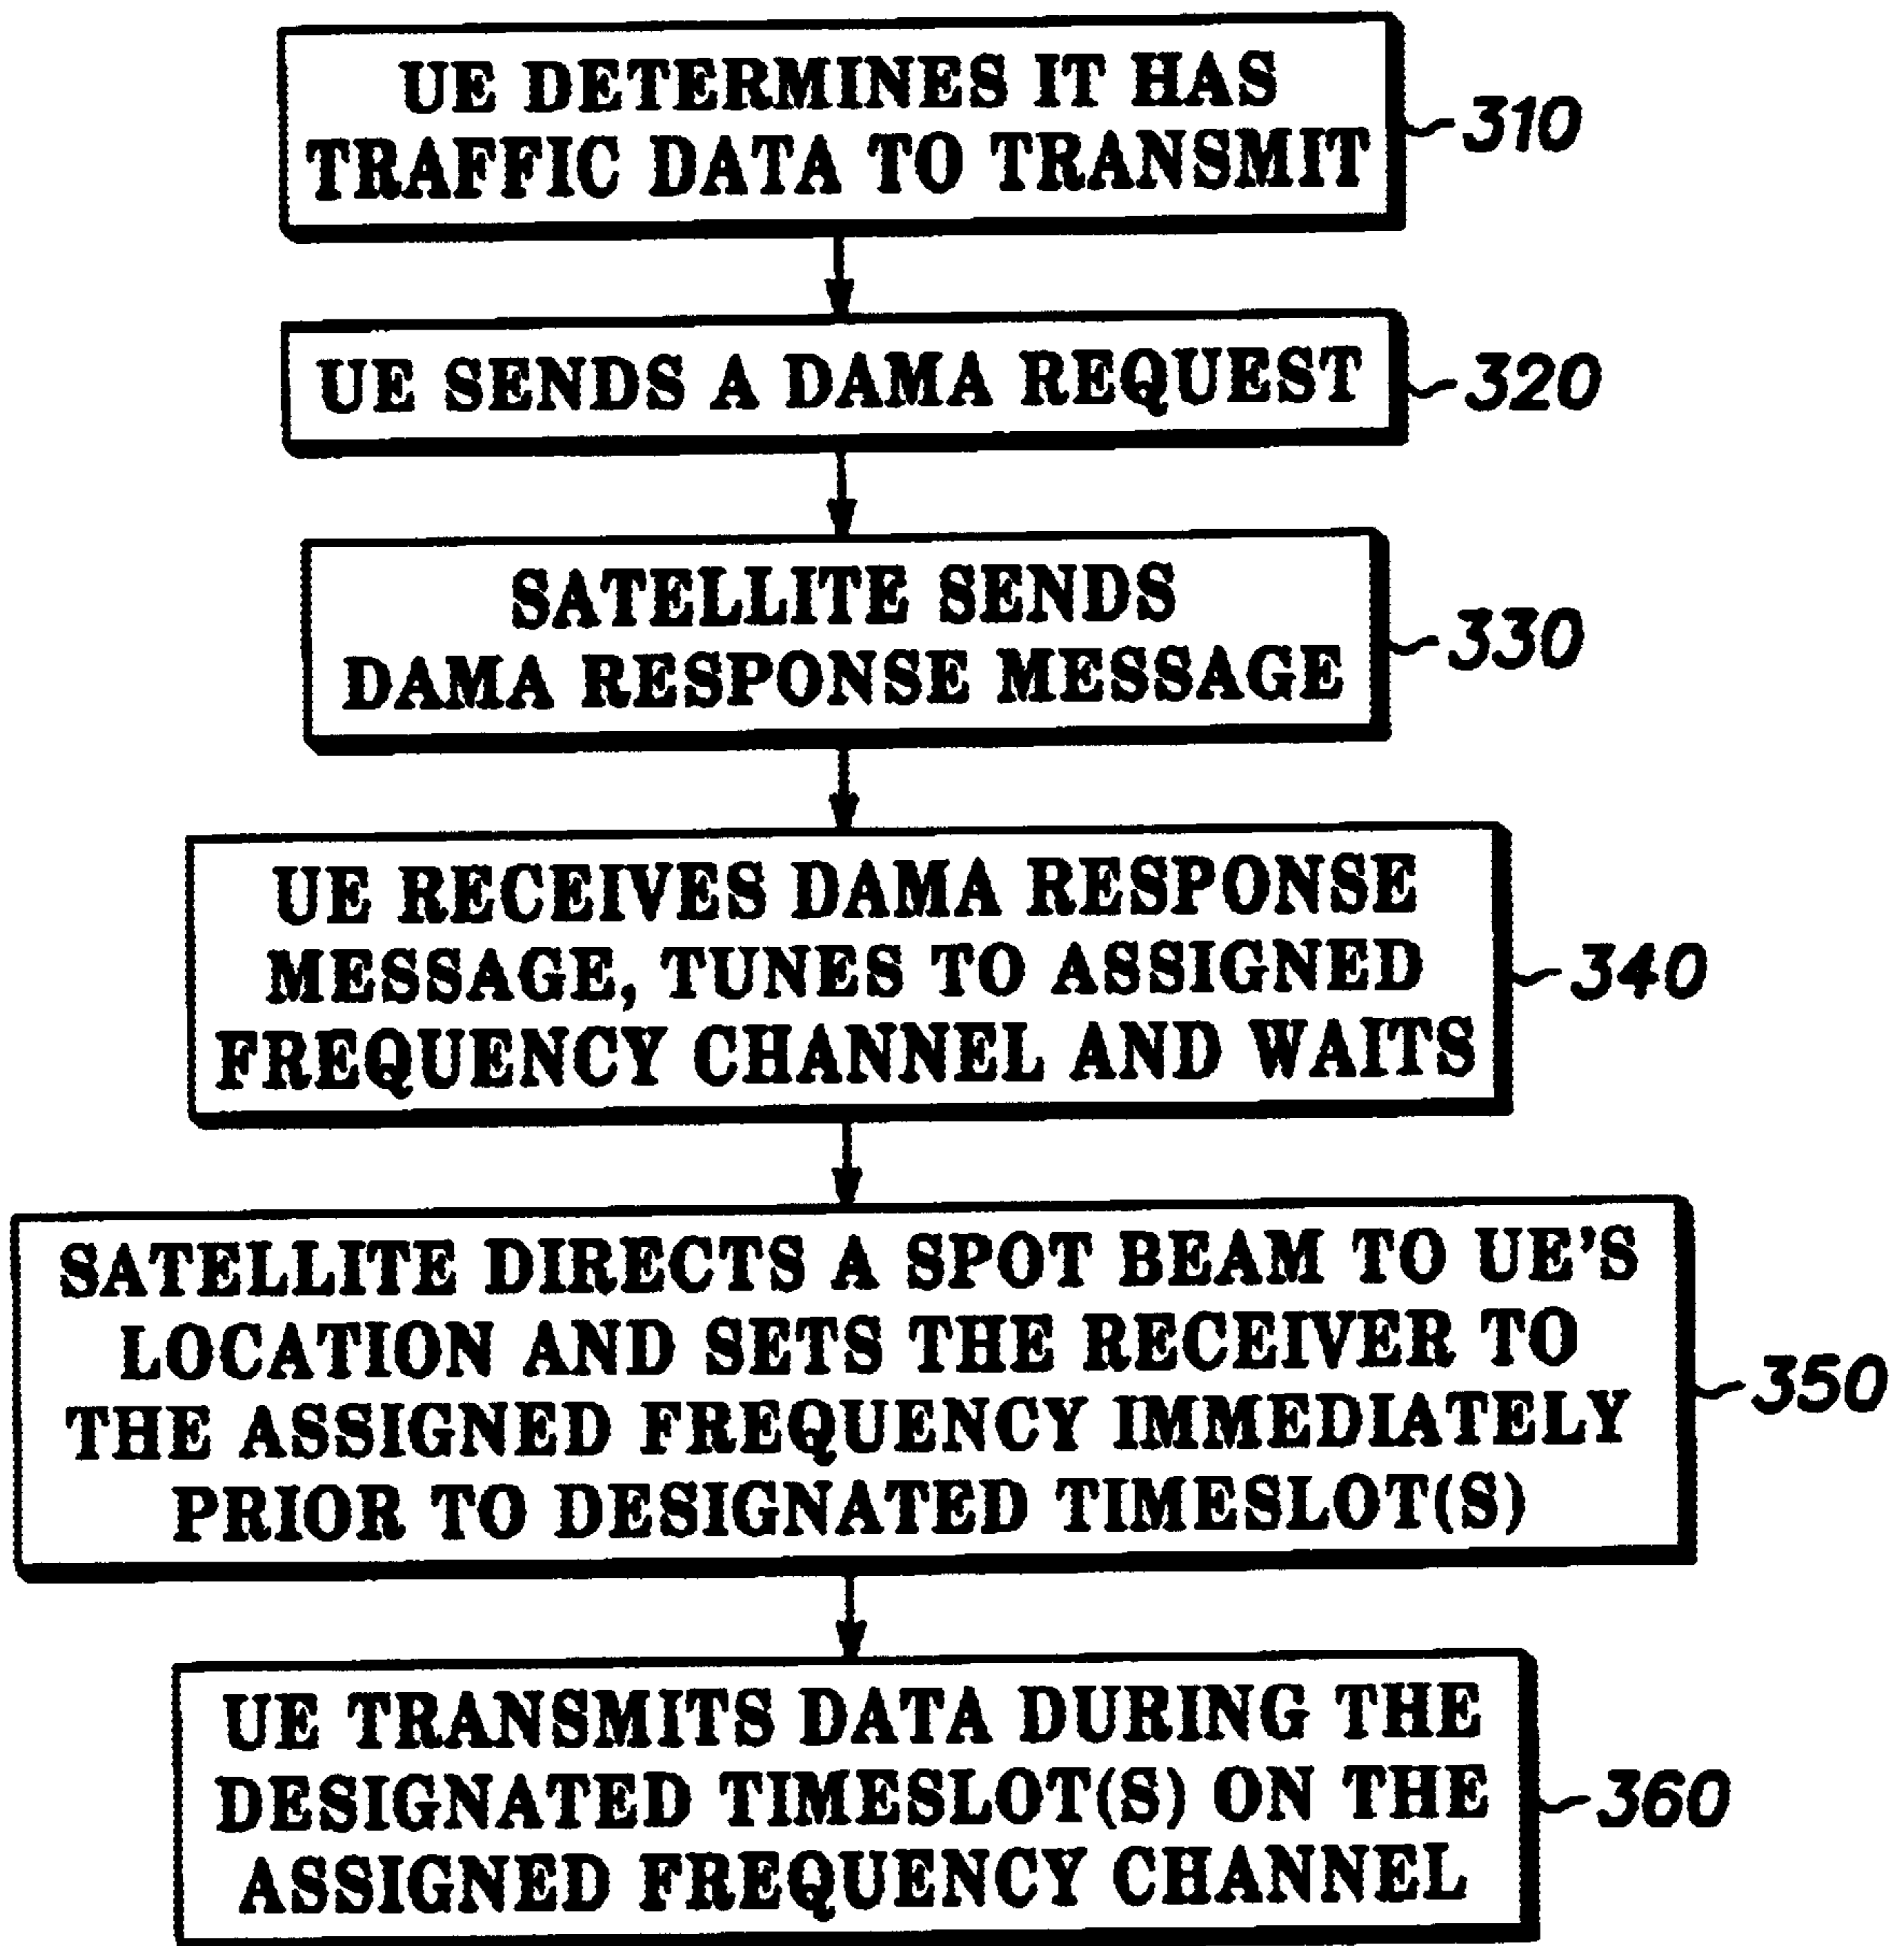 UE DETERMINES IT HAS
TRAFFIC DATA TO TRANSMIT
310
UE SENDS A DAMA REQUEST
320
SATELLITE SENDS
DAMA RESPONSE MESSAGE
330
UE RECEIVES DAMA RESPONSE
MESSAGE, TUNES TO ASSIGNED
FREQUENCY CHANNEL AND WAITS
340
SATELLITE DIRECTS A SPOT BEAM TO UE'S
LOCATION AND SETS THE RECEIVER TO
THE ASSIGNED FREQUENCY IMMEDIATELY
PRIOR TO DESIGNATED TIMESLOT(S)
350
UE TRANSMITS DATA DURING THE
DESIGNATED TIMESLOT(S) ON THE
ASSIGNED FREQUENCY CHANNEL
360